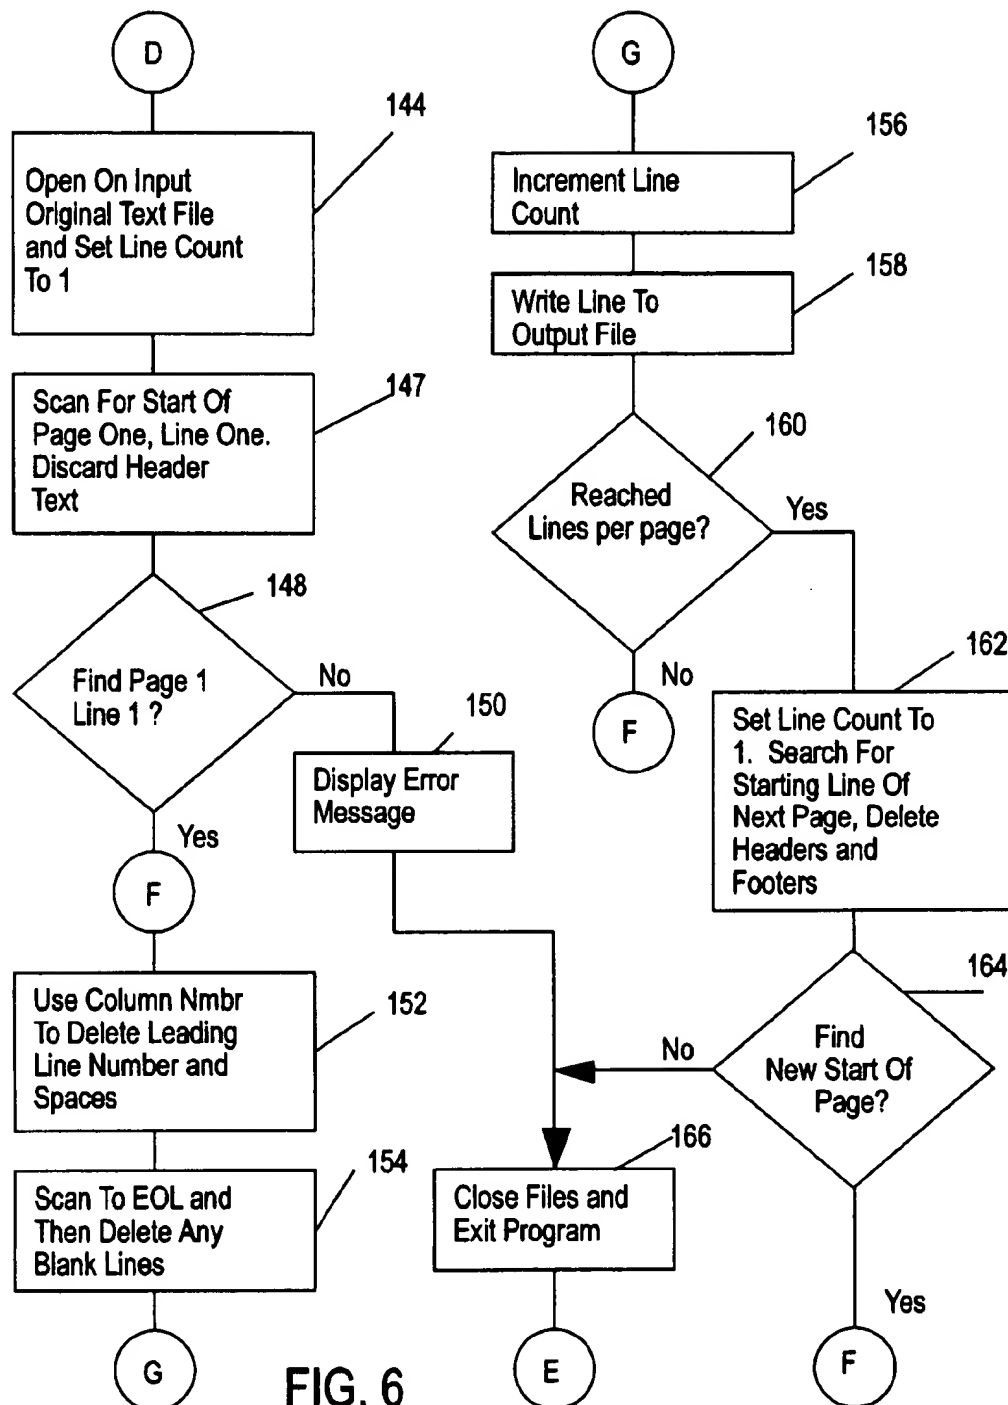 D
144
Open On Input
Original Text File
and Set Line Count
To 1
147
Scan For Start Of
Page One, Line One.
Discard Header
Text
148
Find Page 1
Line 1 ?
No
Yes
150
Display Error
Message
F
152
Use Column Nmbr
To Delete Leading
Line Number and
Spaces
154
Scan To EOL and
Then Delete Any
Blank Lines
G
G
156
Increment Line
Count
158
Write Line To
Output File
160
Reached
Lines per page?
Yes
No
F
162
Set Line Count To
1. Search For
Starting Line Of
Next Page, Delete
Headers and
Footers
164
Find
New Start Of
Page?
No
Yes
F
166
Close Files and
Exit Program
E
FIG. 6